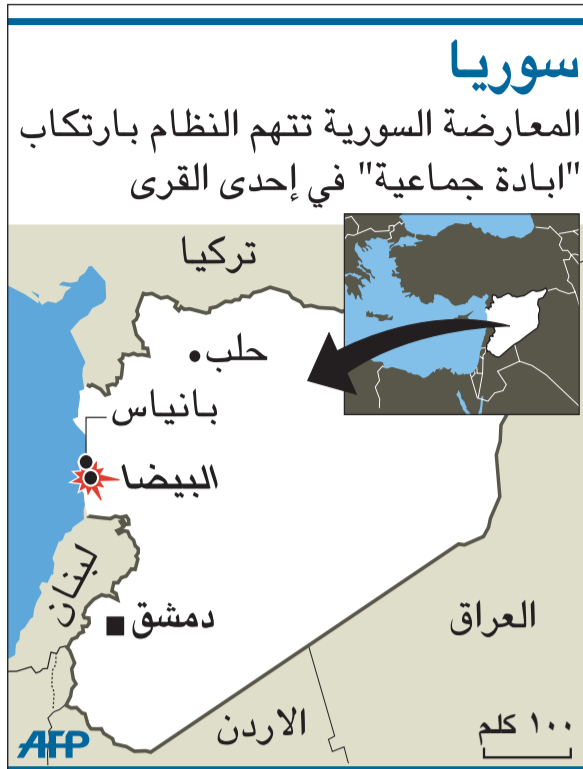 سوريا
المعارضة السورية تتهم النظام بارتكاب
"ابادة جماعية" في إحدى القرى
تركيا
حلب
بانياس
البيضا
لبنان
دمشق
العراق
الاردن
١٠٠ كلم
AFP